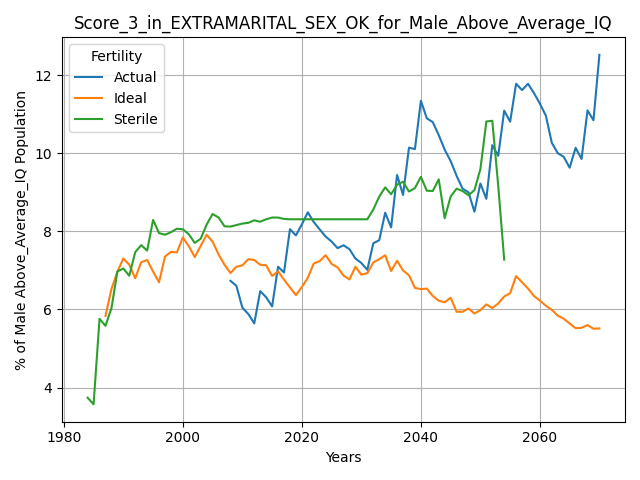 Score_3_in_EXTRAMARITAL_SEX_OK_for_Male_Above_Average_IQ
Fertility
Actual
Ideal
Sterile
% of Male Above_Average_IQ Population
12
10
8
6
4
1980 2000 2020 2040 2060
Years